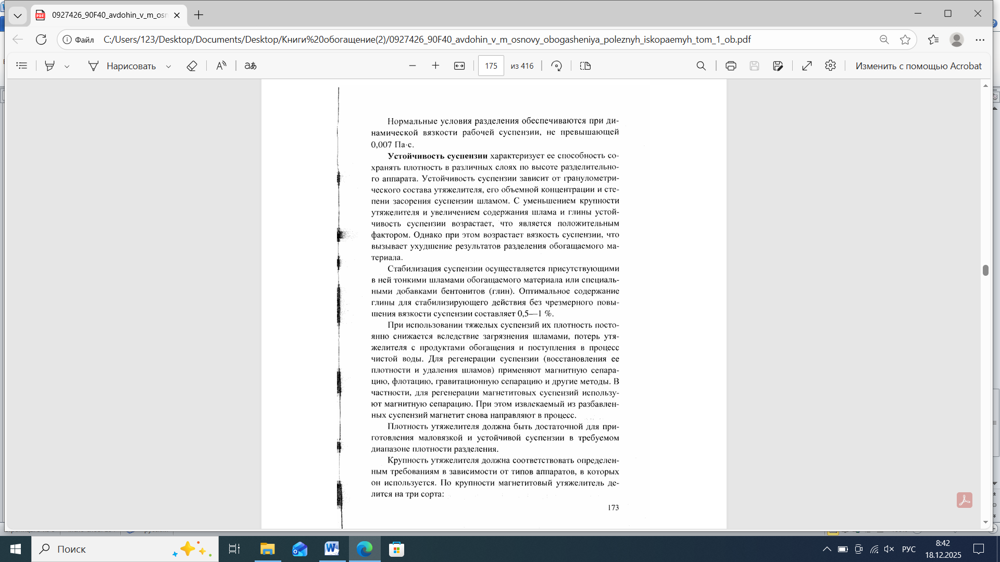 0927426_90F40_avdohin_v_m_osn
Файл
C:/Users/123/Desktop/Documents/Desktop/Книги%20обогащение(2)/0927426_90F40_avdohin_v_m_osnovy_obogasheniya_poleznyh_iskopaemyh_tom_1_ob.pdf
Нарисовать
aあ
175 из 416
Изменить с помощью Acrobat
Нормальные условия разделения обеспечиваются при ди-
намической вязкости рабочей суспензии, не превышающей
0,007 Па·с.
Устойчивость суспензии характеризует ее способность со-
хранять плотность в различных слоях по высоте разделительно-
го аппарата. Устойчивость суспензии зависит от гранулометри-
ческого состава утяжелителя, его объемной концентрации и сте-
пени засорения суспензии шламом. С уменьшением крупности
утяжелителя и увеличением содержания шлама и глины устой-
чивость суспензии возрастает, что является положительным
фактором. Однако при этом возрастает вязкость суспензии, что
вызывает ухудшение результатов разделения обогащаемого ма-
териала.
Стабилизация суспензии осуществляется присутствующими
в ней тонкими шламами обогащаемого материала или специаль-
ными добавками бентонитов (глин). Оптимальное содержание
глины для стабилизирующего действия без чрезмерного повы-
шения вязкости суспензии составляет 0,5—1 %.
При использовании тяжелых суспензий их плотность посто-
янно снижается вследствие загрязнения шламами, потерь утя-
желителя с продуктами обогащения и поступления в процесс
чистой воды. Для регенерации суспензии (восстановления ее
плотности и удаления шламов) применяют магнитную сепара-
цию, флотацию, гравитационную сепарацию и другие методы. В
частности, для регенерации магнетитовых суспензий использу-
ют магнитную сепарацию. При этом извлекаемый из разбавлен-
ных суспензий магнетит снова направляют в процесс.
Плотность утяжелителя должна быть достаточной для при-
готовления маловязкой и устойчивой суспензии в требуемом
диапазоне плотности разделения.
Крупность утяжелителя должна соответствовать определен-
ным требованиям в зависимости от типов аппаратов, в которых
он используется. По крупности магнетитовый утяжелитель де-
лится на три сорта:
173
Поиск
РУС
8:42
18.12.2025